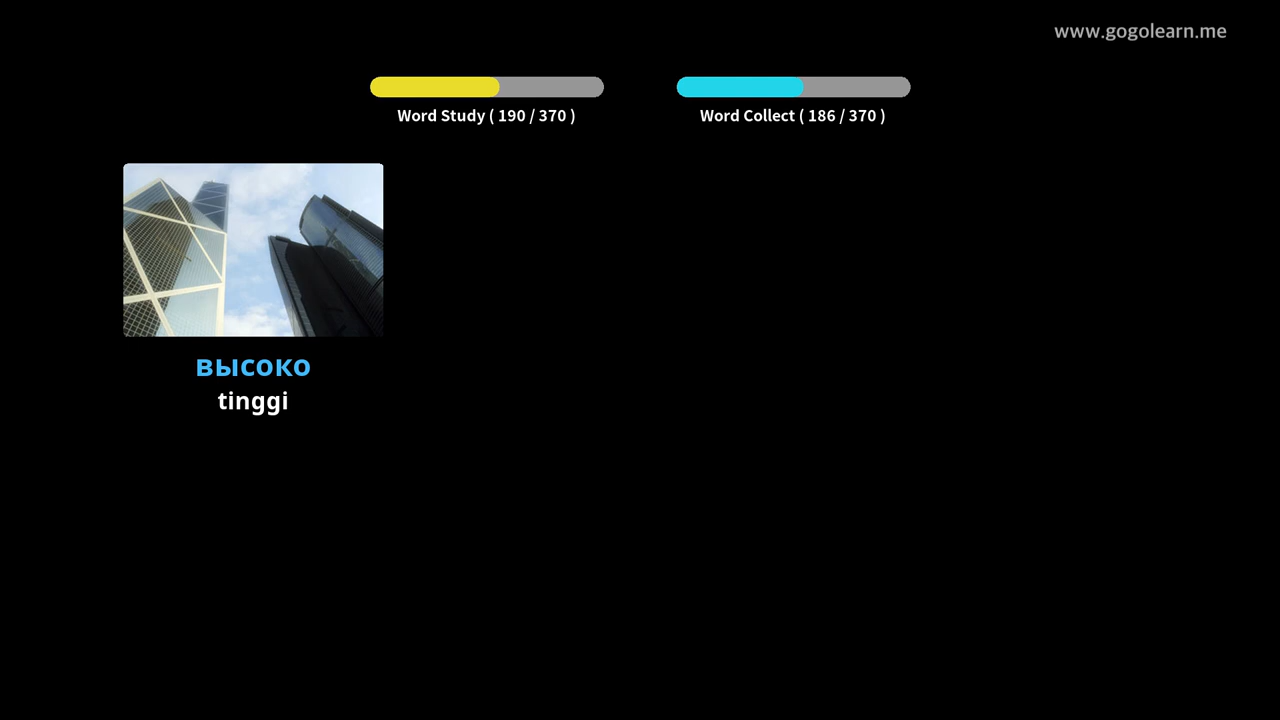 www.gogolearn.me
Word Study ( 190 / 370 )
Word Collect ( 186 / 370 )
высоко
tinggi